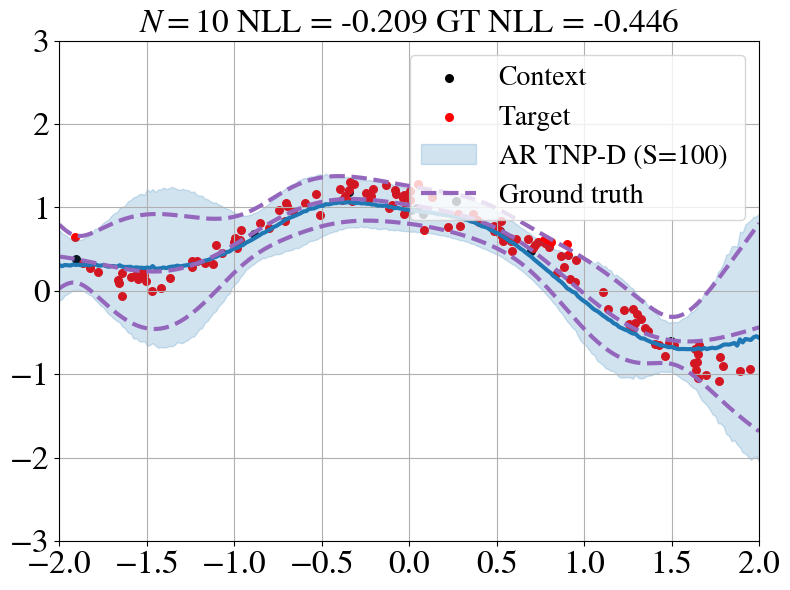 N = 10 NLL = -0.209 GT NLL = -0.446
Context
Target
AR TNP-D (S=100)
Ground truth
3
2
1
0
−1
−2
−3
−2.0 −1.5 −1.0 −0.5 0.0 0.5 1.0 1.5 2.0